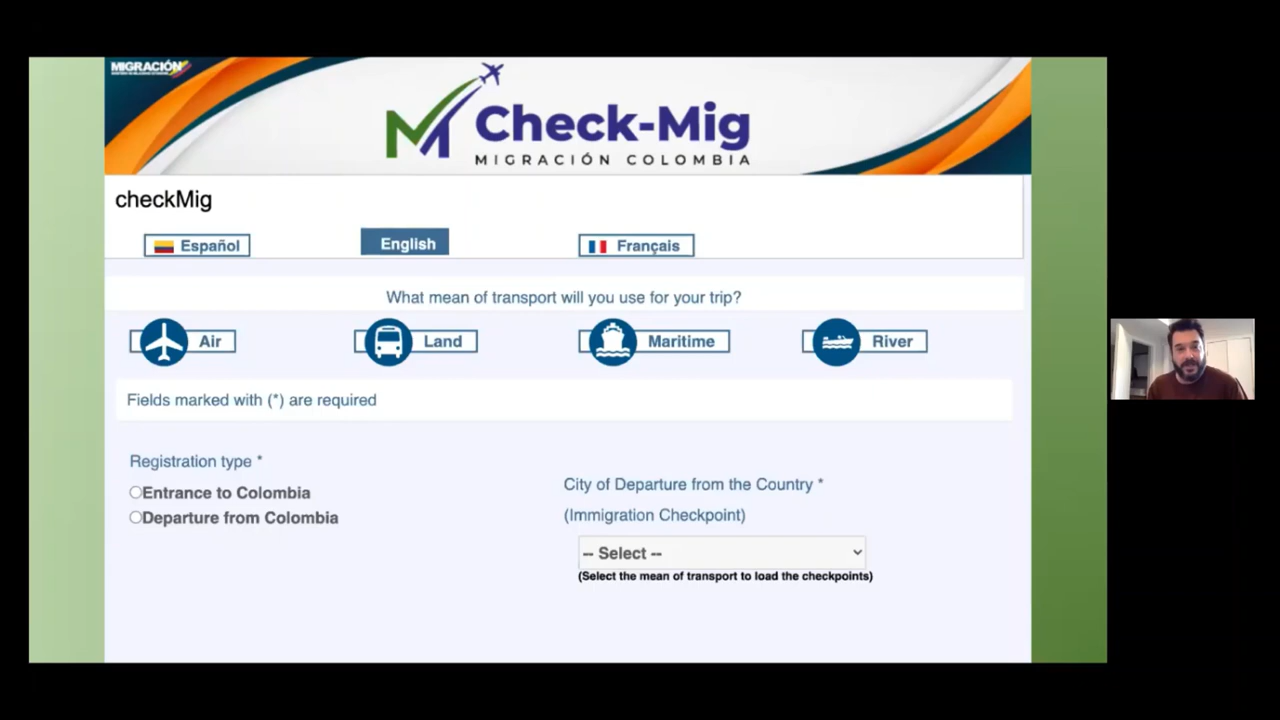 MIGRACIÓN
Check-Mig
MIGRACIÓN COLOMBIA
checkMig
Español
English
Français
What mean of transport will you use for your trip?
Air
Land
Maritime
River
Fields marked with (*) are required
Registration type *
Entrance to Colombia
Departure from Colombia
City of Departure from the Country *
(Immigration Checkpoint)
-- Select --
(Select the mean of transport to load the checkpoints)